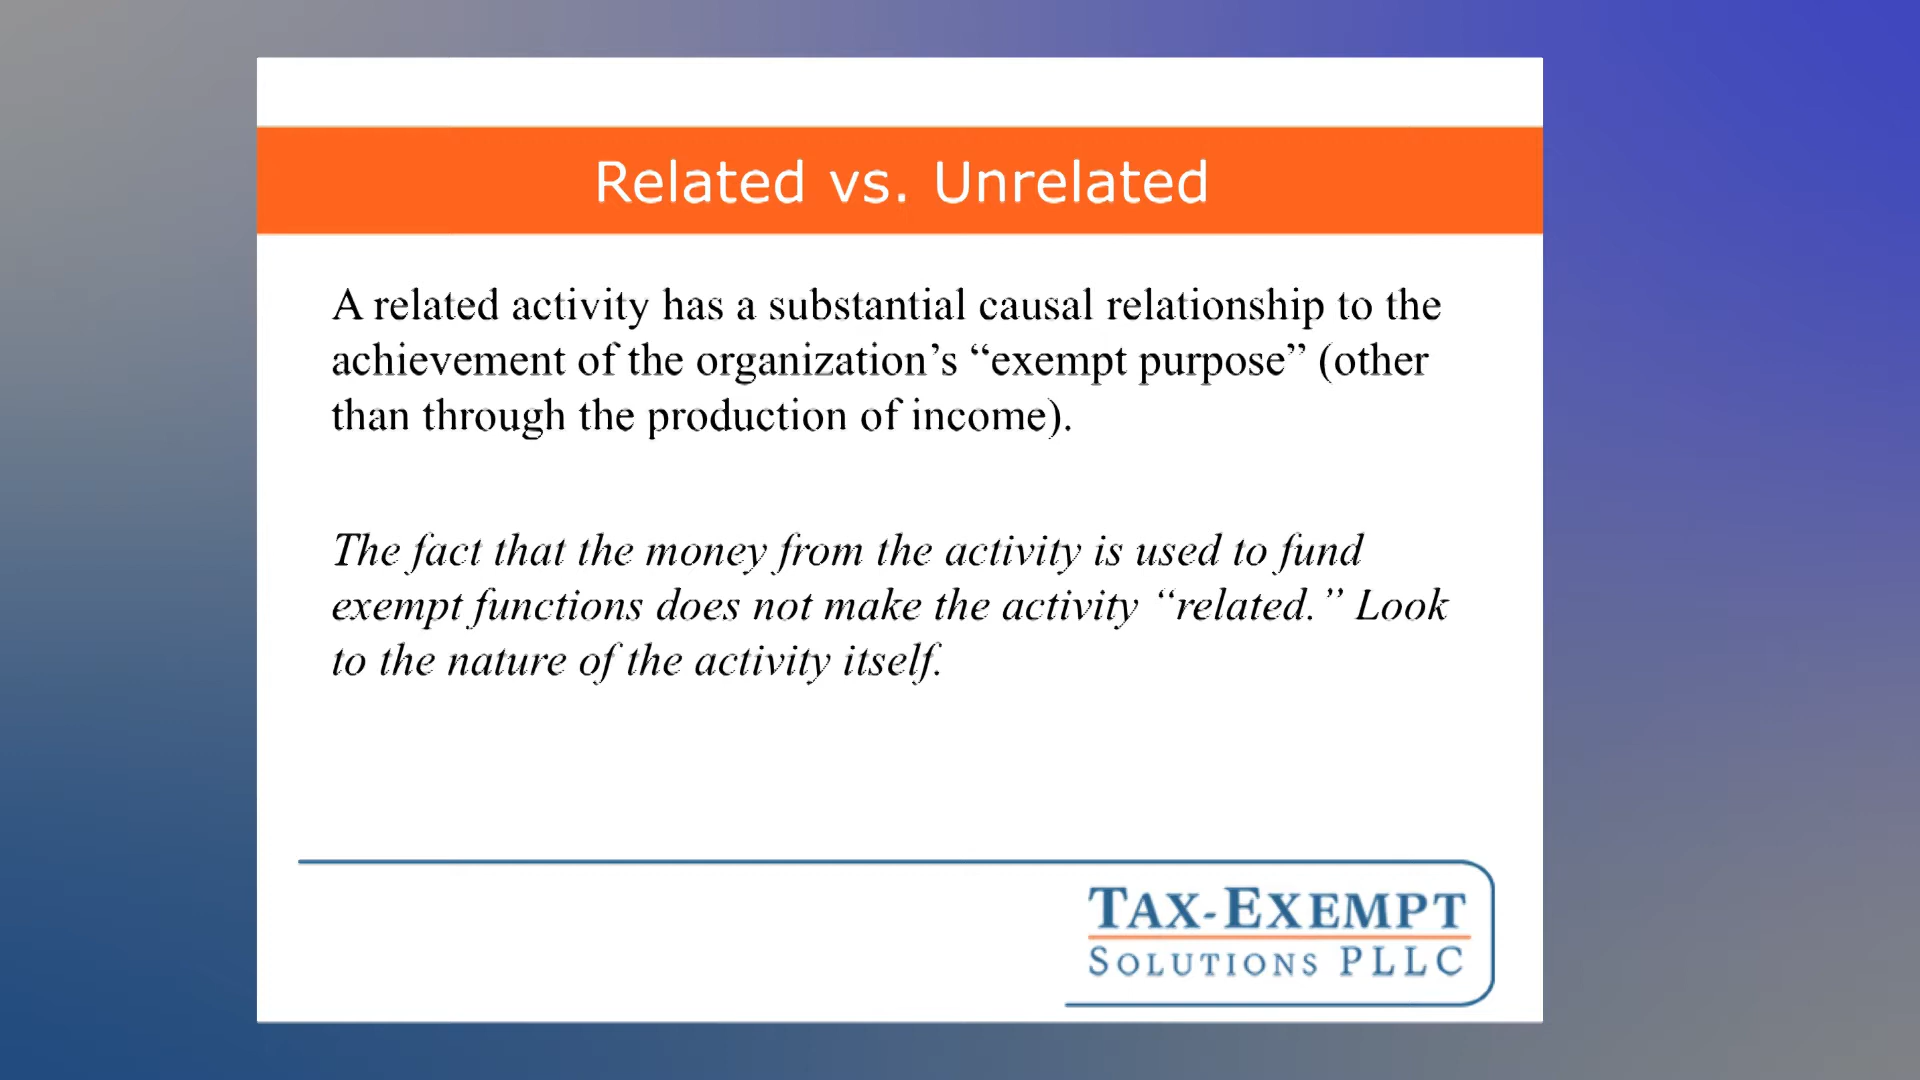 Related vs. Unrelated
A related activity has a substantial causal relationship to the
achievement of the organization’s “exempt purpose” (other
than through the production of income).
The fact that the money from the activity is used to fund
exempt functions does not make the activity “related.” Look
to the nature of the activity itself.
TAX-EXEMPT
SOLUTIONS PLLC